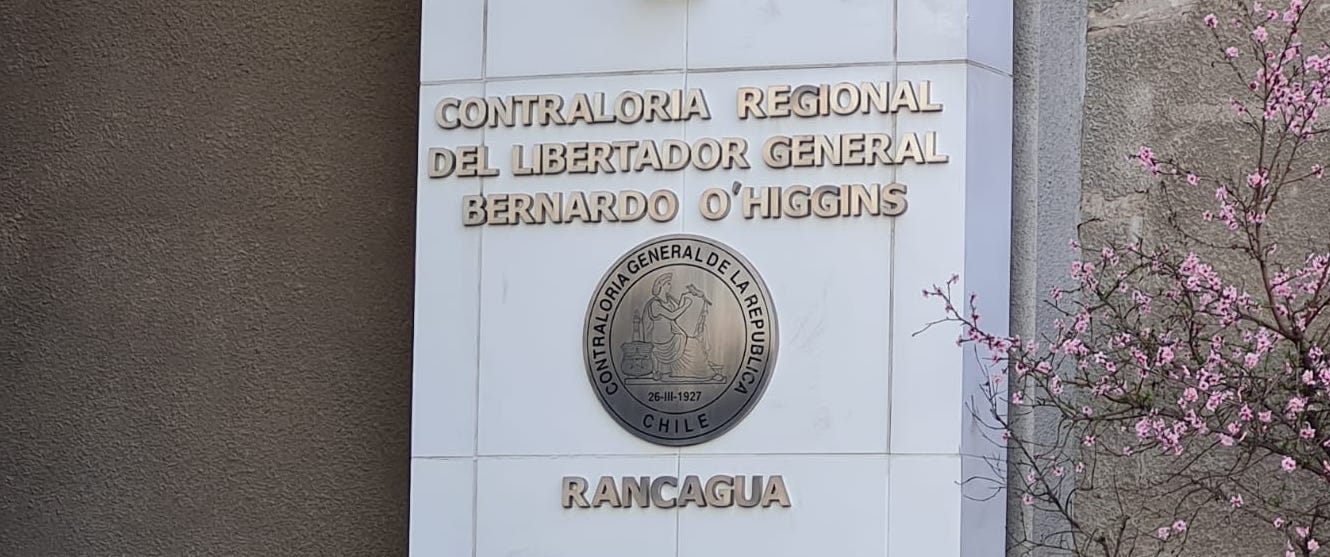 CONTRALORIA REGIONAL
DEL LIBERTADOR GENERAL
BERNARDO O'HIGGINS
CONTRALORIA GENERAL DE LA REPUBLICA
26-III-1927
CHILE
RANCAGUA